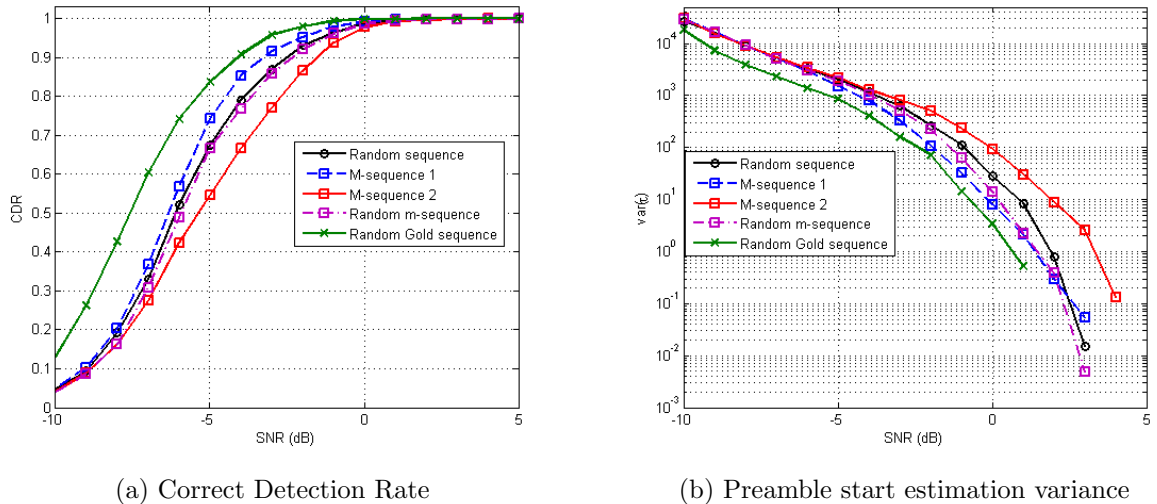 1
0.9
0.8
0.7
0.6
0.5
0.4
0.3
0.2
0.1
0
CDR
-10
-5
0
5
SNR (dB)
Random sequence
M-sequence 1
M-sequence 2
Random m-sequence
Random Gold sequence
(a) Correct Detection Rate
10^4
10^3
10^2
10^1
10^0
10^-1
10^-2
10^-3
-10
-5
0
5
SNR (dB)
Random sequence
M-sequence 1
M-sequence 2
Random m-sequence
Random Gold sequence
(b) Preamble start estimation variance